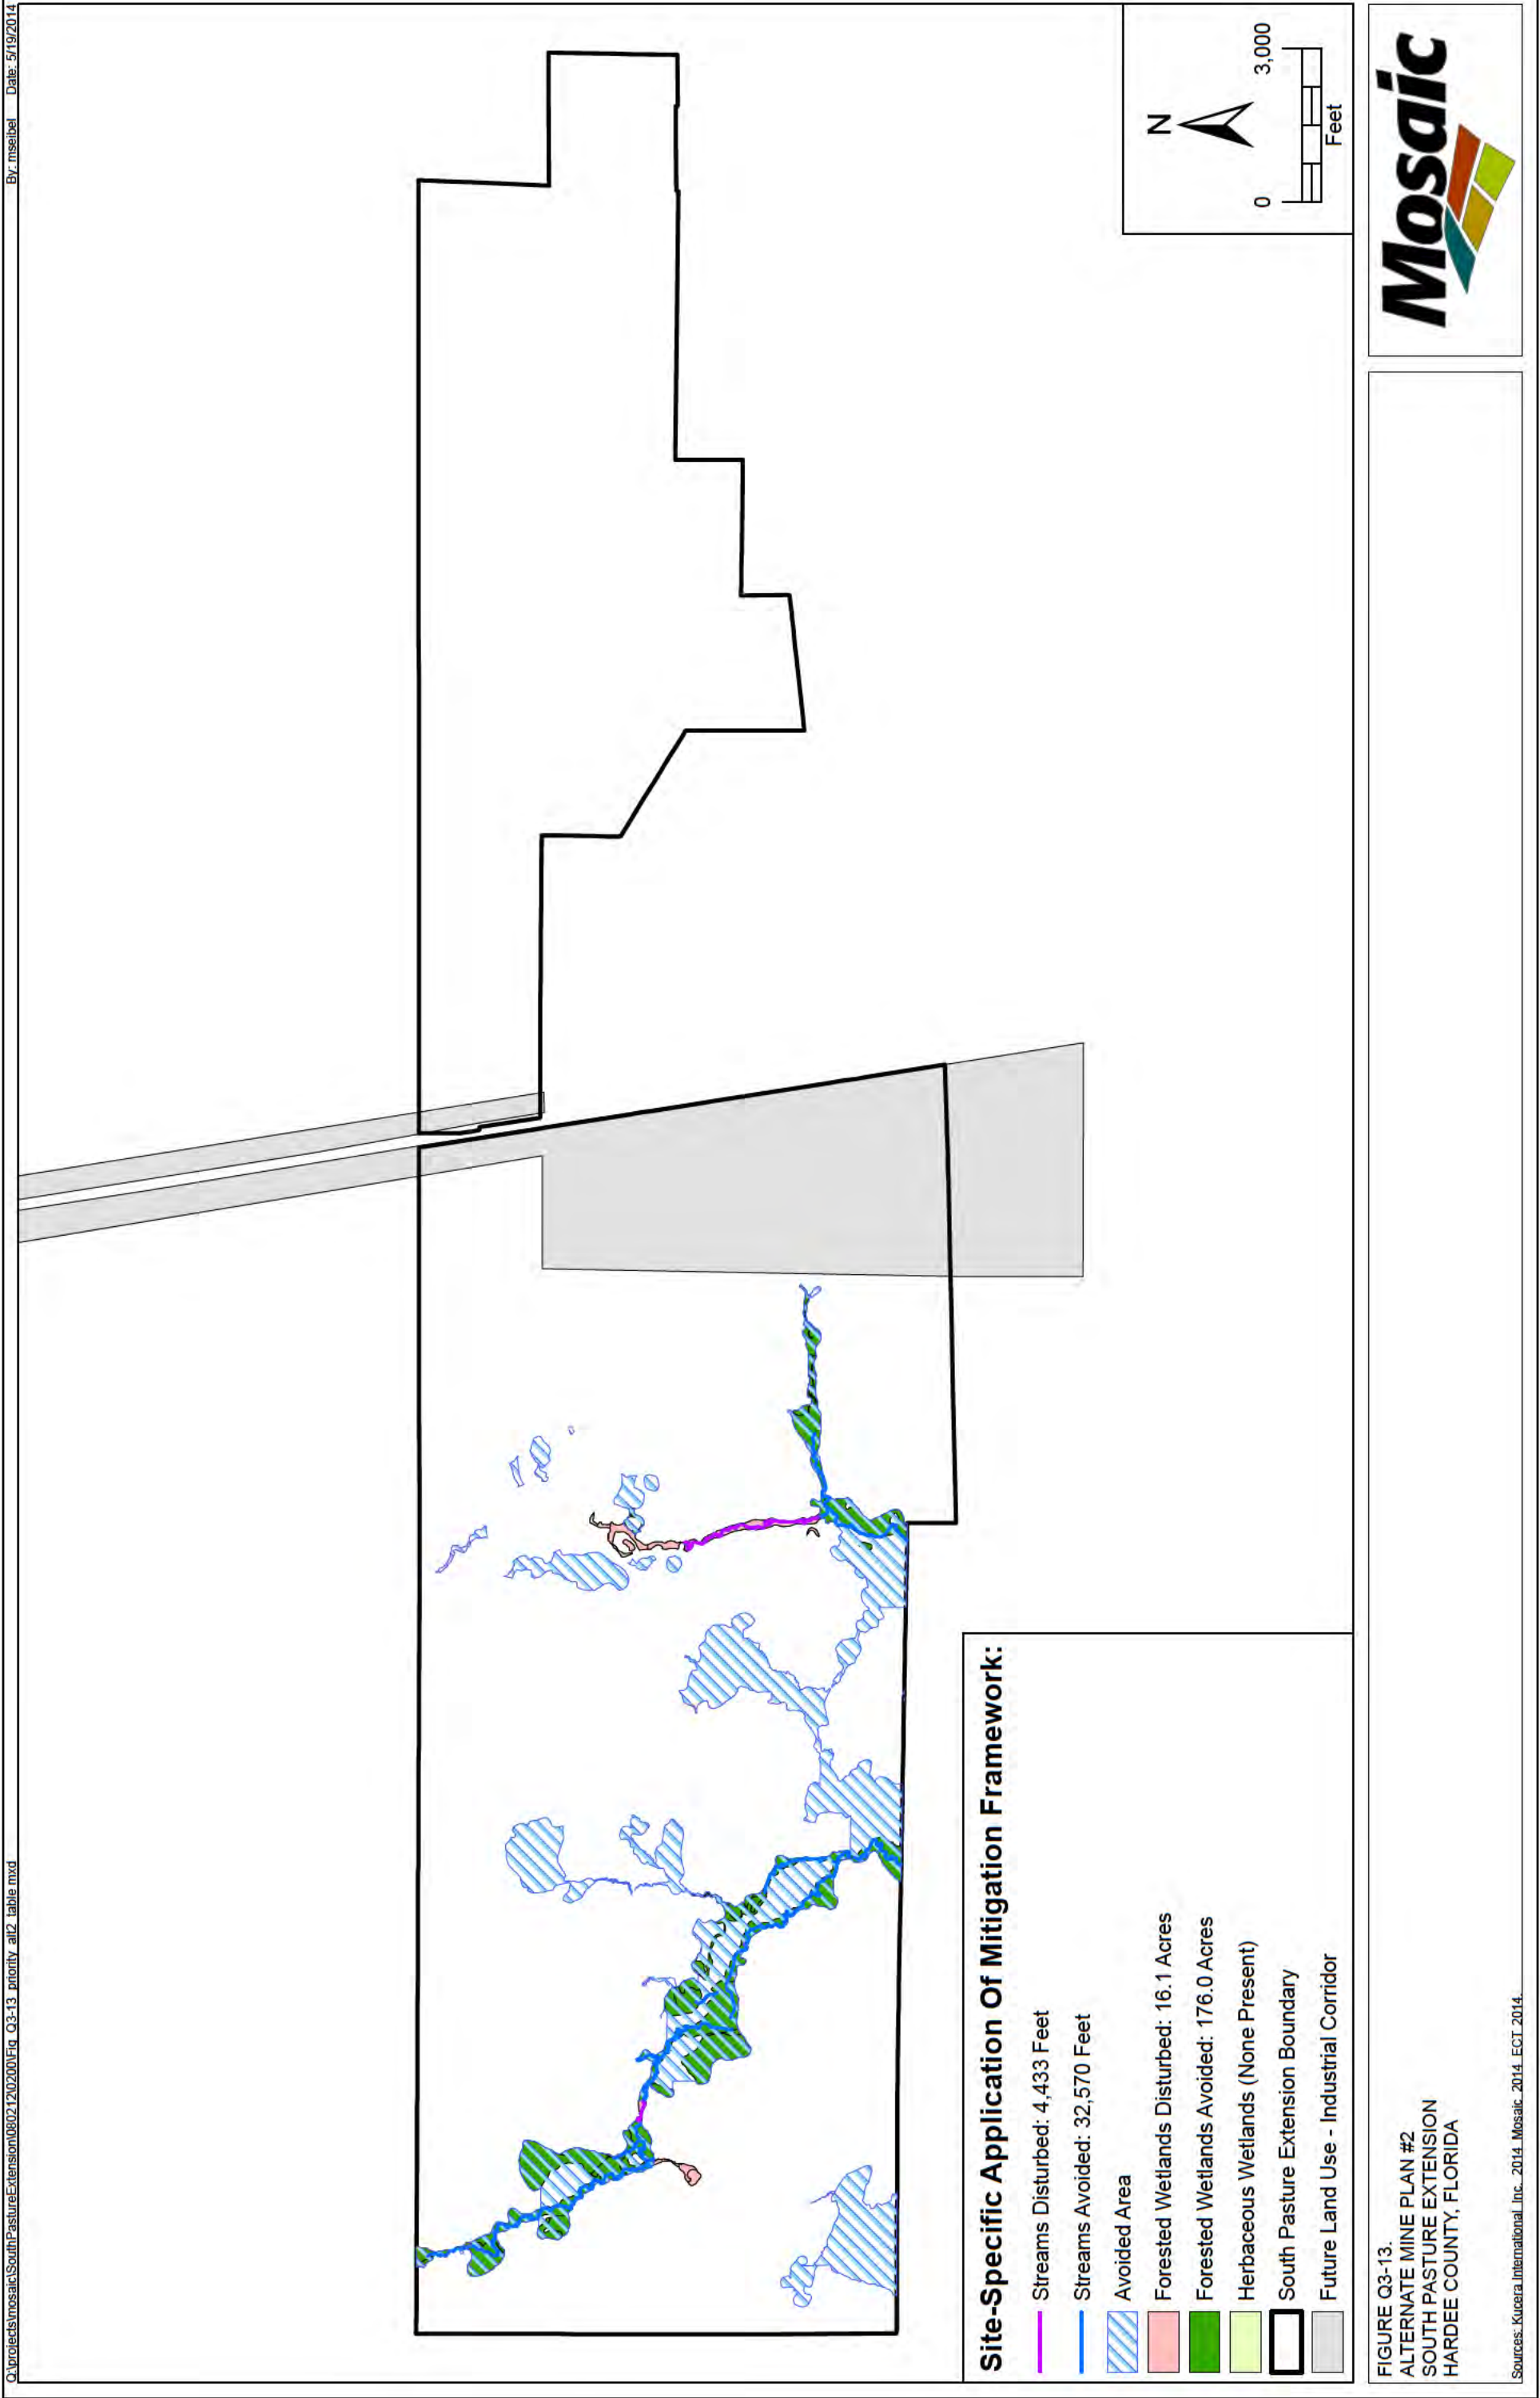 Q:\projects\mosaic\SouthPastureExtension\080212\0200\Fig_Q3-13_priority_alt2_table.mxd
By: mseibel Date: 5/19/2014
N
0 3,000
Feet
Site-Specific Application Of Mitigation Framework:
Streams Disturbed: 4,433 Feet
Streams Avoided: 32,570 Feet
Avoided Area
Forested Wetlands Disturbed: 16.1 Acres
Forested Wetlands Avoided: 176.0 Acres
Herbaceous Wetlands (None Present)
South Pasture Extension Boundary
Future Land Use - Industrial Corridor
FIGURE Q3-13.
ALTERNATE MINE PLAN #2
SOUTH PASTURE EXTENSION
HARDEE COUNTY, FLORIDA
Sources: Kucera International, Inc. 2014, Mosaic, 2014, ECT 2014.
Mosaic